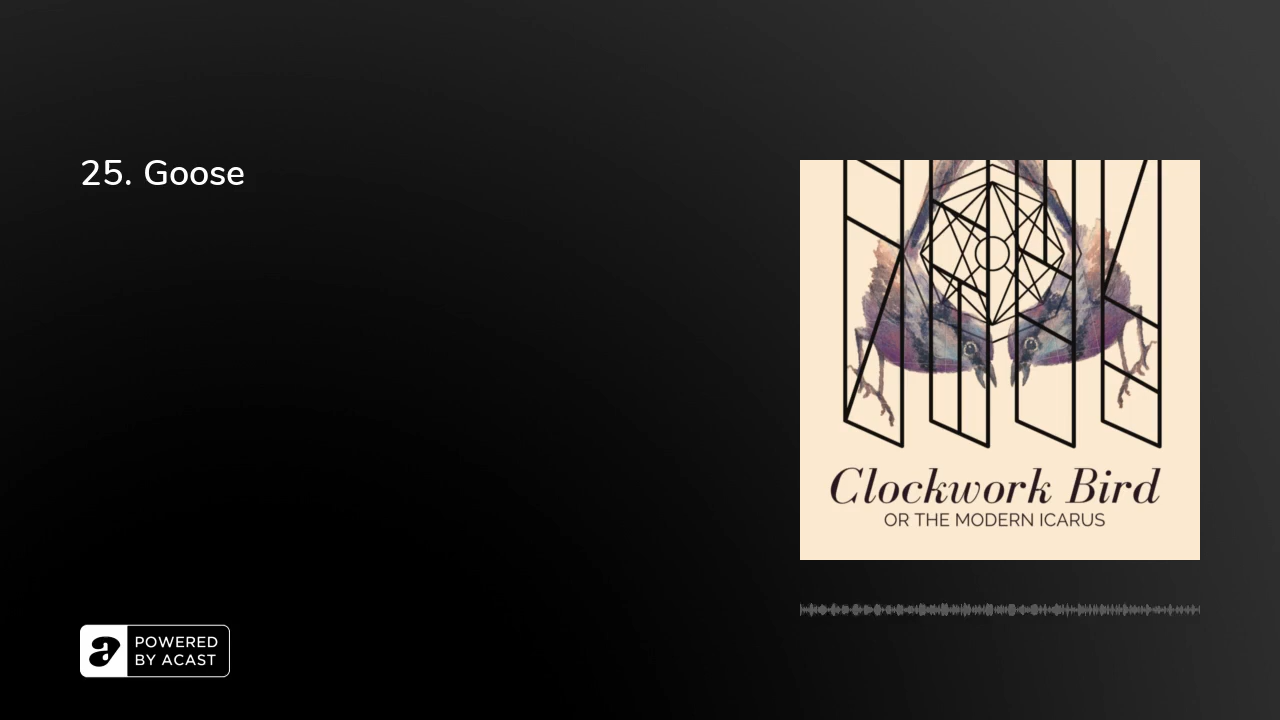 25. Goose
Clockwork Bird
OR THE MODERN ICARUS
POWERED
BY ACAST